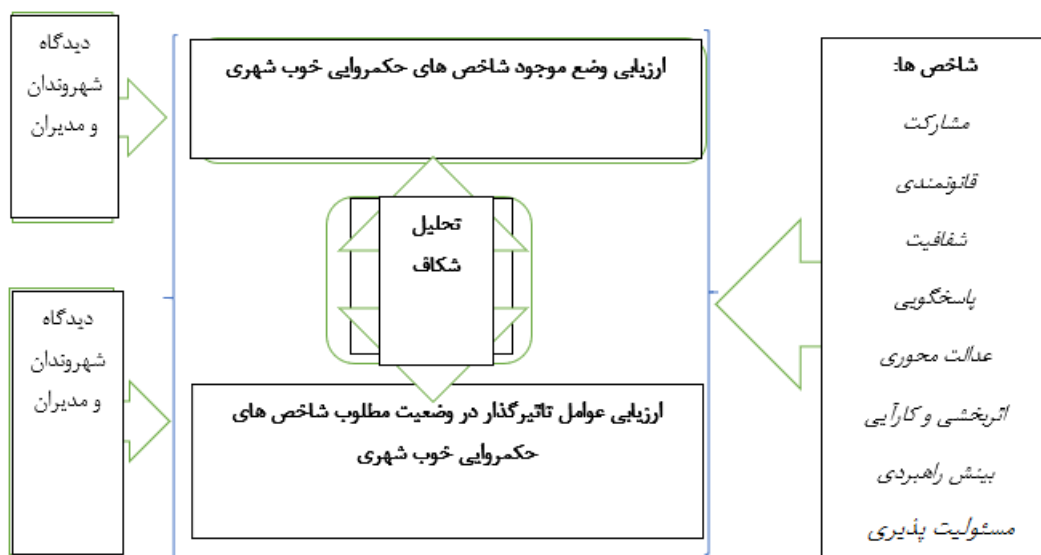 شاخص ها:
مشارکت
قانونمندی
شفافیت
پاسخگویی
عدالت محوری
اثربخشی و کارآیی
بینش راهبردی
مسئولیت پذیری
ارزیابی وضع موجود شاخص های حکمروایی خوب شهری
تحلیل
شکاف
ارزیابی عوامل تاثیرگذار در وضعیت مطلوب شاخص های
حکمروایی خوب شهری
دیدگاه
شهروندان
و مدیران
دیدگاه
شهروندان
و مدیران